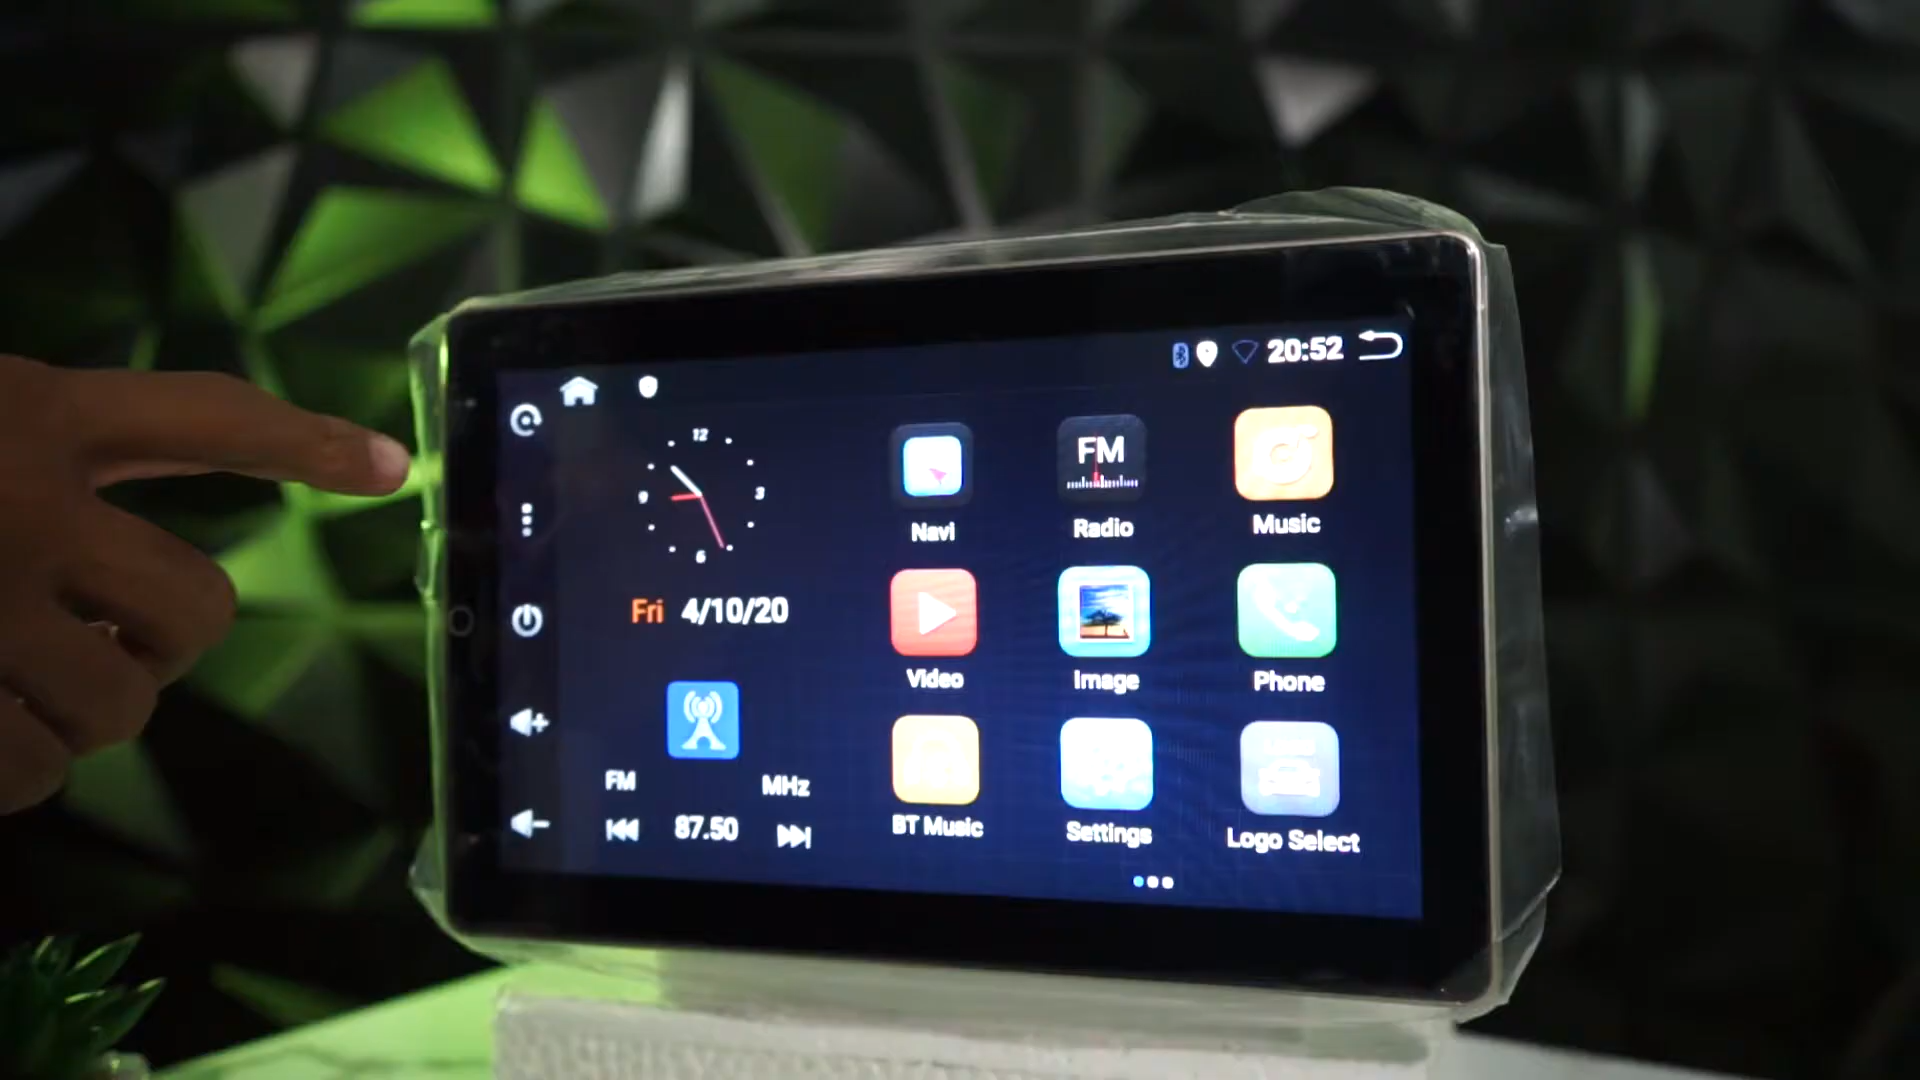 20:52
12
9
3
6
Fri 4/10/20
FM
MHz
87.50
Navi
FM
Radio
Music
Video
Image
Phone
BT Music
Settings
Logo Select